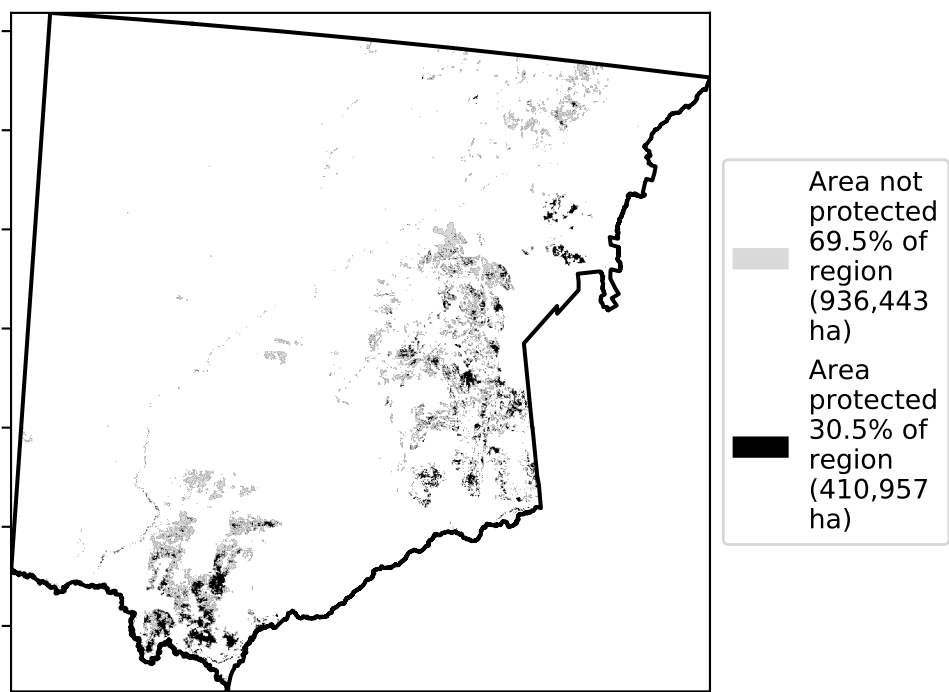 Area not
protected
69.5% of
region
(936,443
ha)
Area
protected
30.5% of
region
(410,957
ha)